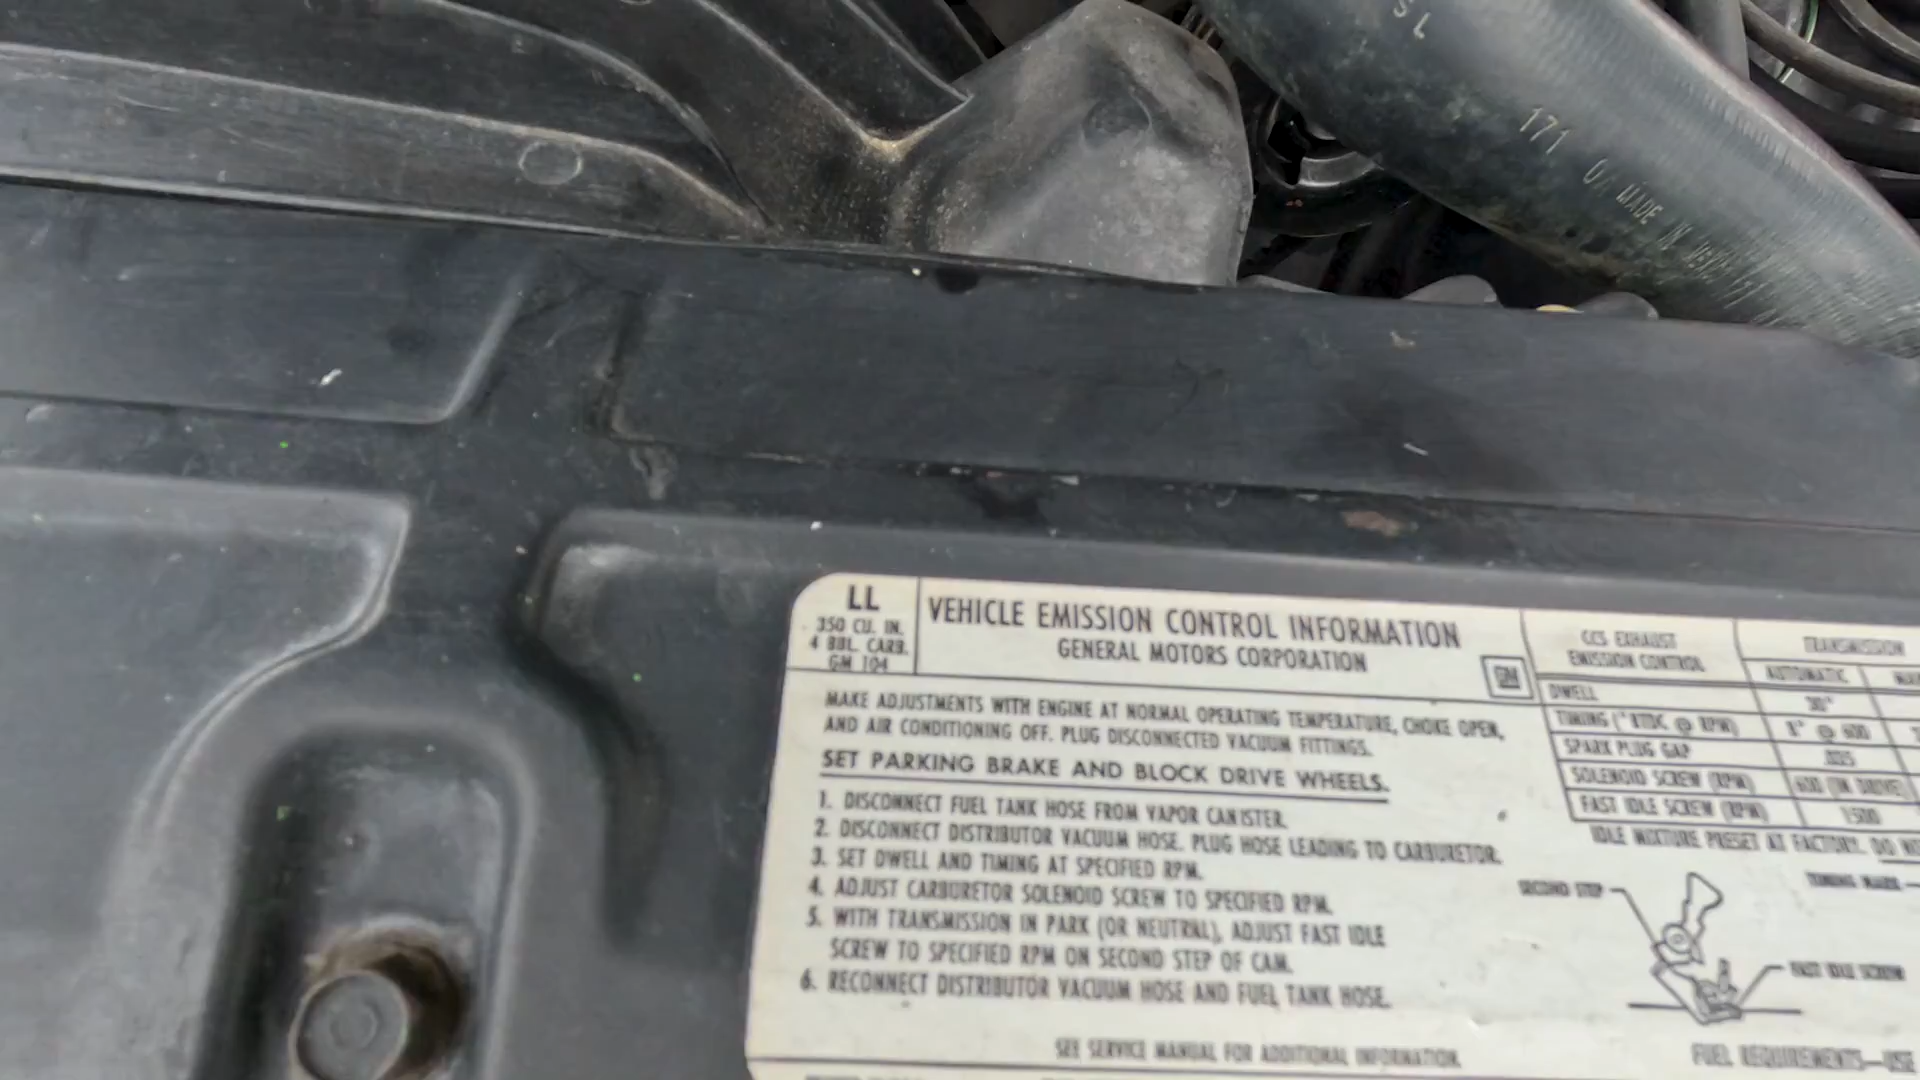 SL
171
MADE IN
LL
350 CU. IN.
4 BBL. CARB.
GM 104
VEHICLE EMISSION CONTROL INFORMATION
GENERAL MOTORS CORPORATION
GM
MAKE ADJUSTMENTS WITH ENGINE AT NORMAL OPERATING TEMPERATURE, CHOKE OPEN,
AND AIR CONDITIONING OFF. PLUG DISCONNECTED VACUUM FITTINGS.
SET PARKING BRAKE AND BLOCK DRIVE WHEELS.
1. DISCONNECT FUEL TANK HOSE FROM VAPOR CANISTER.
2. DISCONNECT DISTRIBUTOR VACUUM HOSE. PLUG HOSE LEADING TO CARBURETOR.
3. SET DWELL AND TIMING AT SPECIFIED RPM.
4. ADJUST CARBURETOR SOLENOID SCREW TO SPECIFIED RPM.
5. WITH TRANSMISSION IN PARK (OR NEUTRAL), ADJUST FAST IDLE
SCREW TO SPECIFIED RPM ON SECOND STEP OF CAM.
6. RECONNECT DISTRIBUTOR VACUUM HOSE AND FUEL TANK HOSE.
SEE SERVICE MANUAL FOR ADDITIONAL INFORMATION.
CCS EXHAUST
EMISSION CONTROL
TRANSMISSION
AUTOMATIC
DWELL 30°
TIMING (° BTDC @ RPM) 8° @ 600
SPARK PLUG GAP .035
SOLENOID SCREW (RPM) 600 (IN DRIVE)
FAST IDLE SCREW (RPM) 1500
IDLE MIXTURE PRESET AT FACTORY. DO
SECOND STEP
TIMING MARK
FAST IDLE SCREW
FUEL REQUIREMENTS—USE